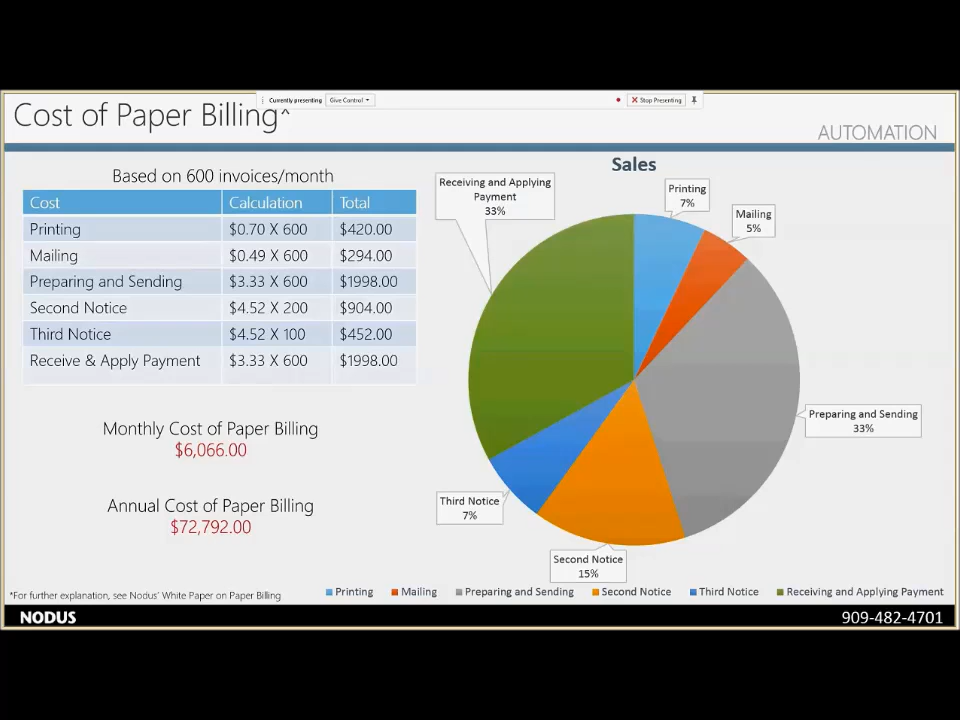 Currently presenting Give Control
Stop Presenting
Cost of Paper Billing^
AUTOMATION
Based on 600 invoices/month
Cost Calculation Total
Printing $0.70 X 600 $420.00
Mailing $0.49 X 600 $294.00
Preparing and Sending $3.33 X 600 $1998.00
Second Notice $4.52 X 200 $904.00
Third Notice $4.52 X 100 $452.00
Receive & Apply Payment $3.33 X 600 $1998.00
Monthly Cost of Paper Billing
$6,066.00
Annual Cost of Paper Billing
$72,792.00
Sales
Receiving and Applying
Payment
33%
Printing
7%
Mailing
5%
Preparing and Sending
33%
Third Notice
7%
Second Notice
15%
Printing Mailing Preparing and Sending Second Notice Third Notice Receiving and Applying Payment
*For further explanation, see Nodus' White Paper on Paper Billing
NODUS
909-482-4701